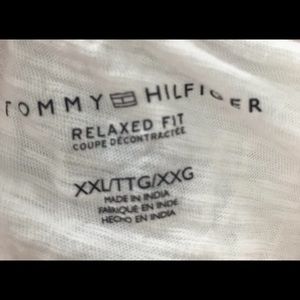 TOMMY HILFIGER
RELAXED FIT
COUPE DÉCONTRACTÉE
XXL/TTG/XXG
MADE IN INDIA
FABRIQUÉ EN INDE
HECHO EN INDIA